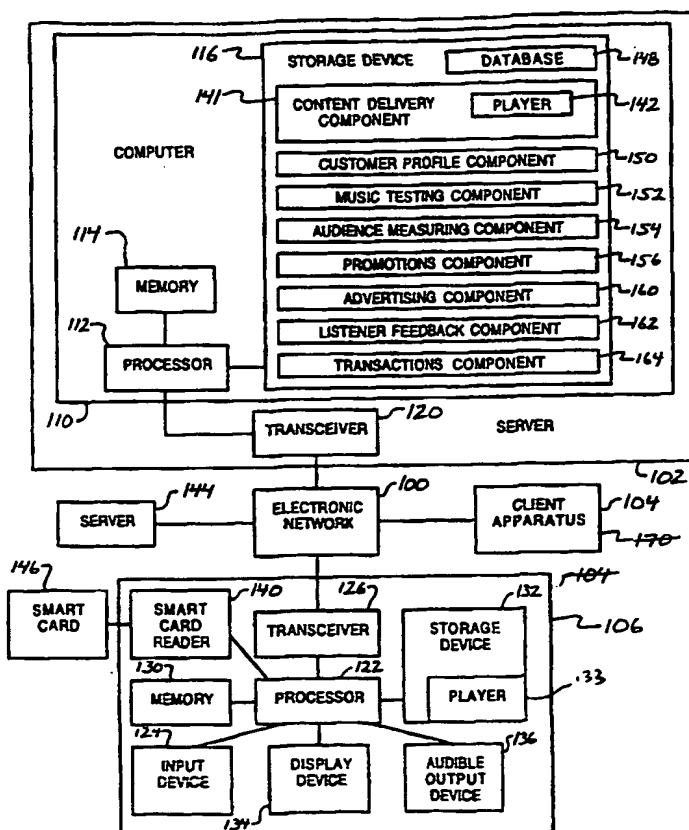 116
STORAGE DEVICE
DATABASE
148
141
CONTENT DELIVERY
COMPONENT
PLAYER
142
COMPUTER
CUSTOMER PROFILE COMPONENT
150
MUSIC TESTING COMPONENT
152
114
AUDIENCE MEASURING COMPONENT
154
MEMORY
PROMOTIONS COMPONENT
156
ADVERTISING COMPONENT
160
112
LISTENER FEEDBACK COMPONENT
162
PROCESSOR
TRANSACTIONS COMPONENT
164
110
120
TRANSCEIVER
SERVER
102
144
100
SERVER
ELECTRONIC
NETWORK
CLIENT
APPARATUS
104
170
146
140
126
132
104
SMART
CARD
SMART
CARD
READER
TRANSCEIVER
STORAGE
DEVICE
106
130
122
MEMORY
PROCESSOR
PLAYER
133
124
136
INPUT
DEVICE
DISPLAY
DEVICE
AUDIBLE
OUTPUT
DEVICE
134